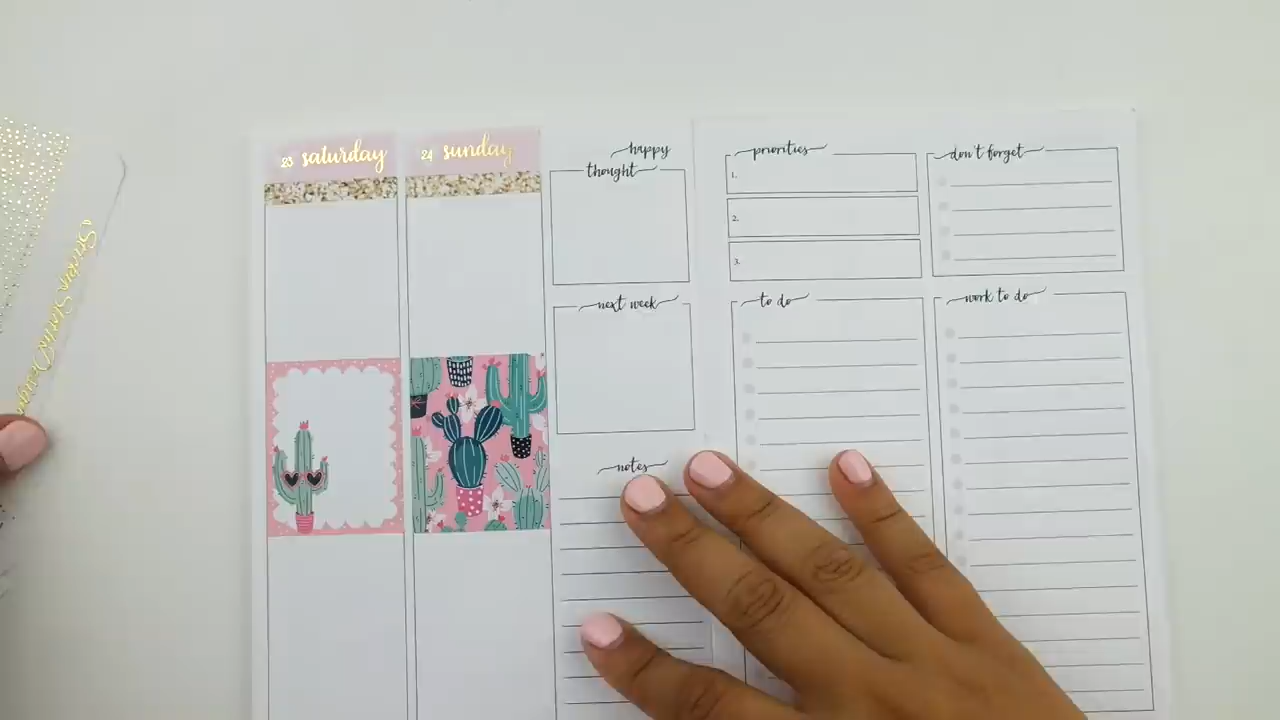 23 saturday
24 sunday
happy
thought
next week
notes
priorities
1.
2.
3.
don't forget
to do
work to do